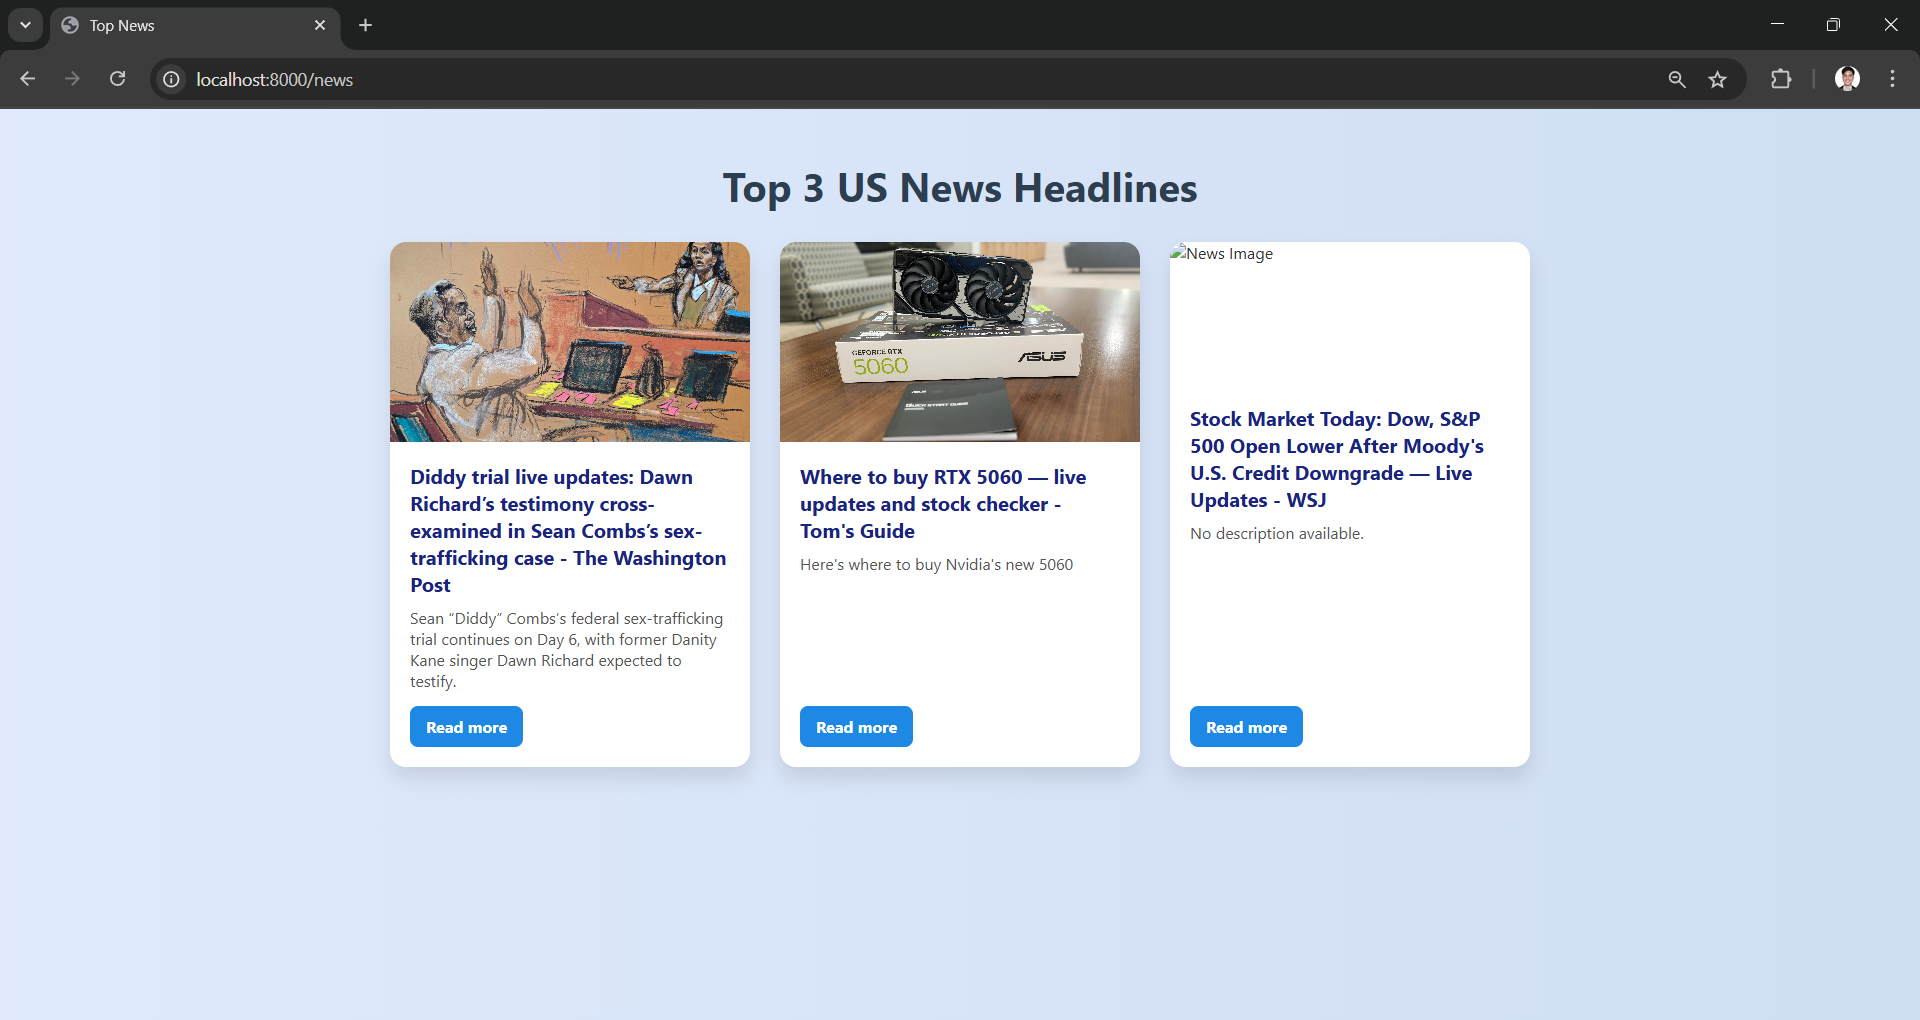 Top News
localhost:8000/news
Top 3 US News Headlines
GEFORCE RTX
5060
ASUS
QUICK START GUIDE
Diddy trial live updates: Dawn
Richard’s testimony cross-
examined in Sean Combs’s sex-
trafficking case - The Washington
Post
Sean “Diddy” Combs’s federal sex-trafficking
trial continues on Day 6, with former Danity
Kane singer Dawn Richard expected to
testify.
Read more
Where to buy RTX 5060 — live
updates and stock checker -
Tom's Guide
Here's where to buy Nvidia's new 5060
Read more
News Image
Stock Market Today: Dow, S&P
500 Open Lower After Moody's
U.S. Credit Downgrade — Live
Updates - WSJ
No description available.
Read more